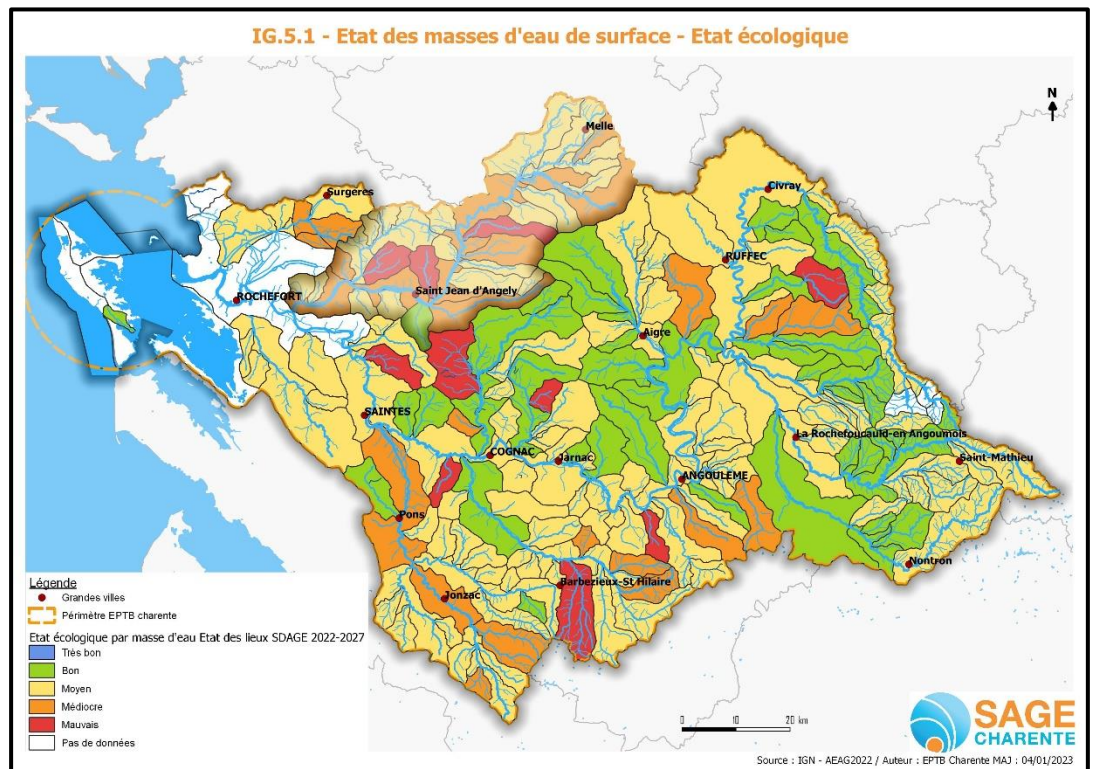 IG.5.1 - Etat des masses d'eau de surface - Etat écologique
N
Melle
Civray
Surgères
RUFFEC
ROCHEFORT
Saint Jean d'Angely
Aigre
SAINTES
La Rochefoucauld-en Angoumois
COGNAC
Jarnac
Saint-Mathieu
ANGOULEME
Pons
Nontron
Barbezieux-St Hilaire
Jonzac
Légende
Grandes villes
Périmètre EPTB charente
Etat écologique par masse d'eau Etat des lieux SDAGE 2022-2027
Très bon
Bon
Moyen
Médiocre
Mauvais
Pas de données
0 10 20 km
SAGE
CHARENTE
Source : IGN - AEAG2022 / Auteur : EPTB Charente MAJ : 04/01/2023